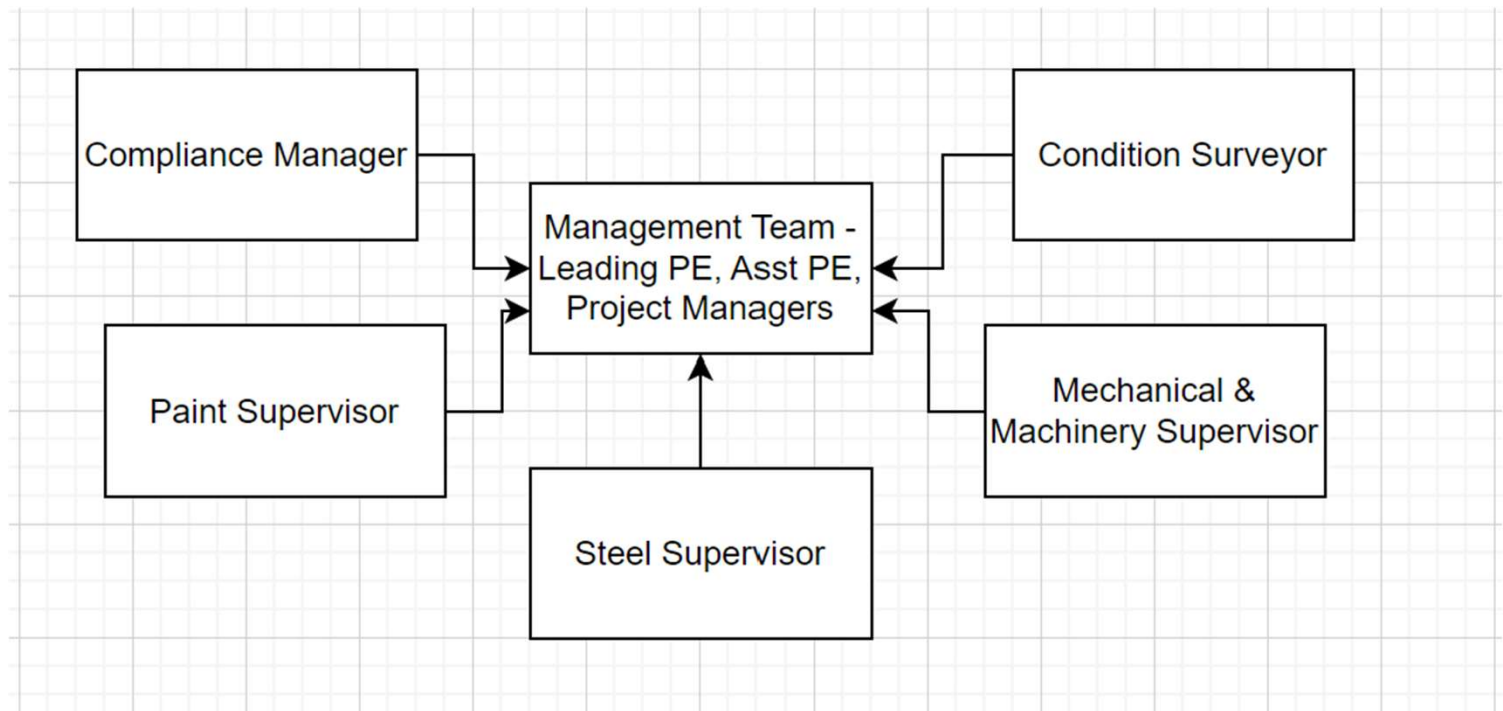 Compliance Manager
Condition Surveyor
Management Team -
Leading PE, Asst PE,
Project Managers
Paint Supervisor
Mechanical &
Machinery Supervisor
Steel Supervisor